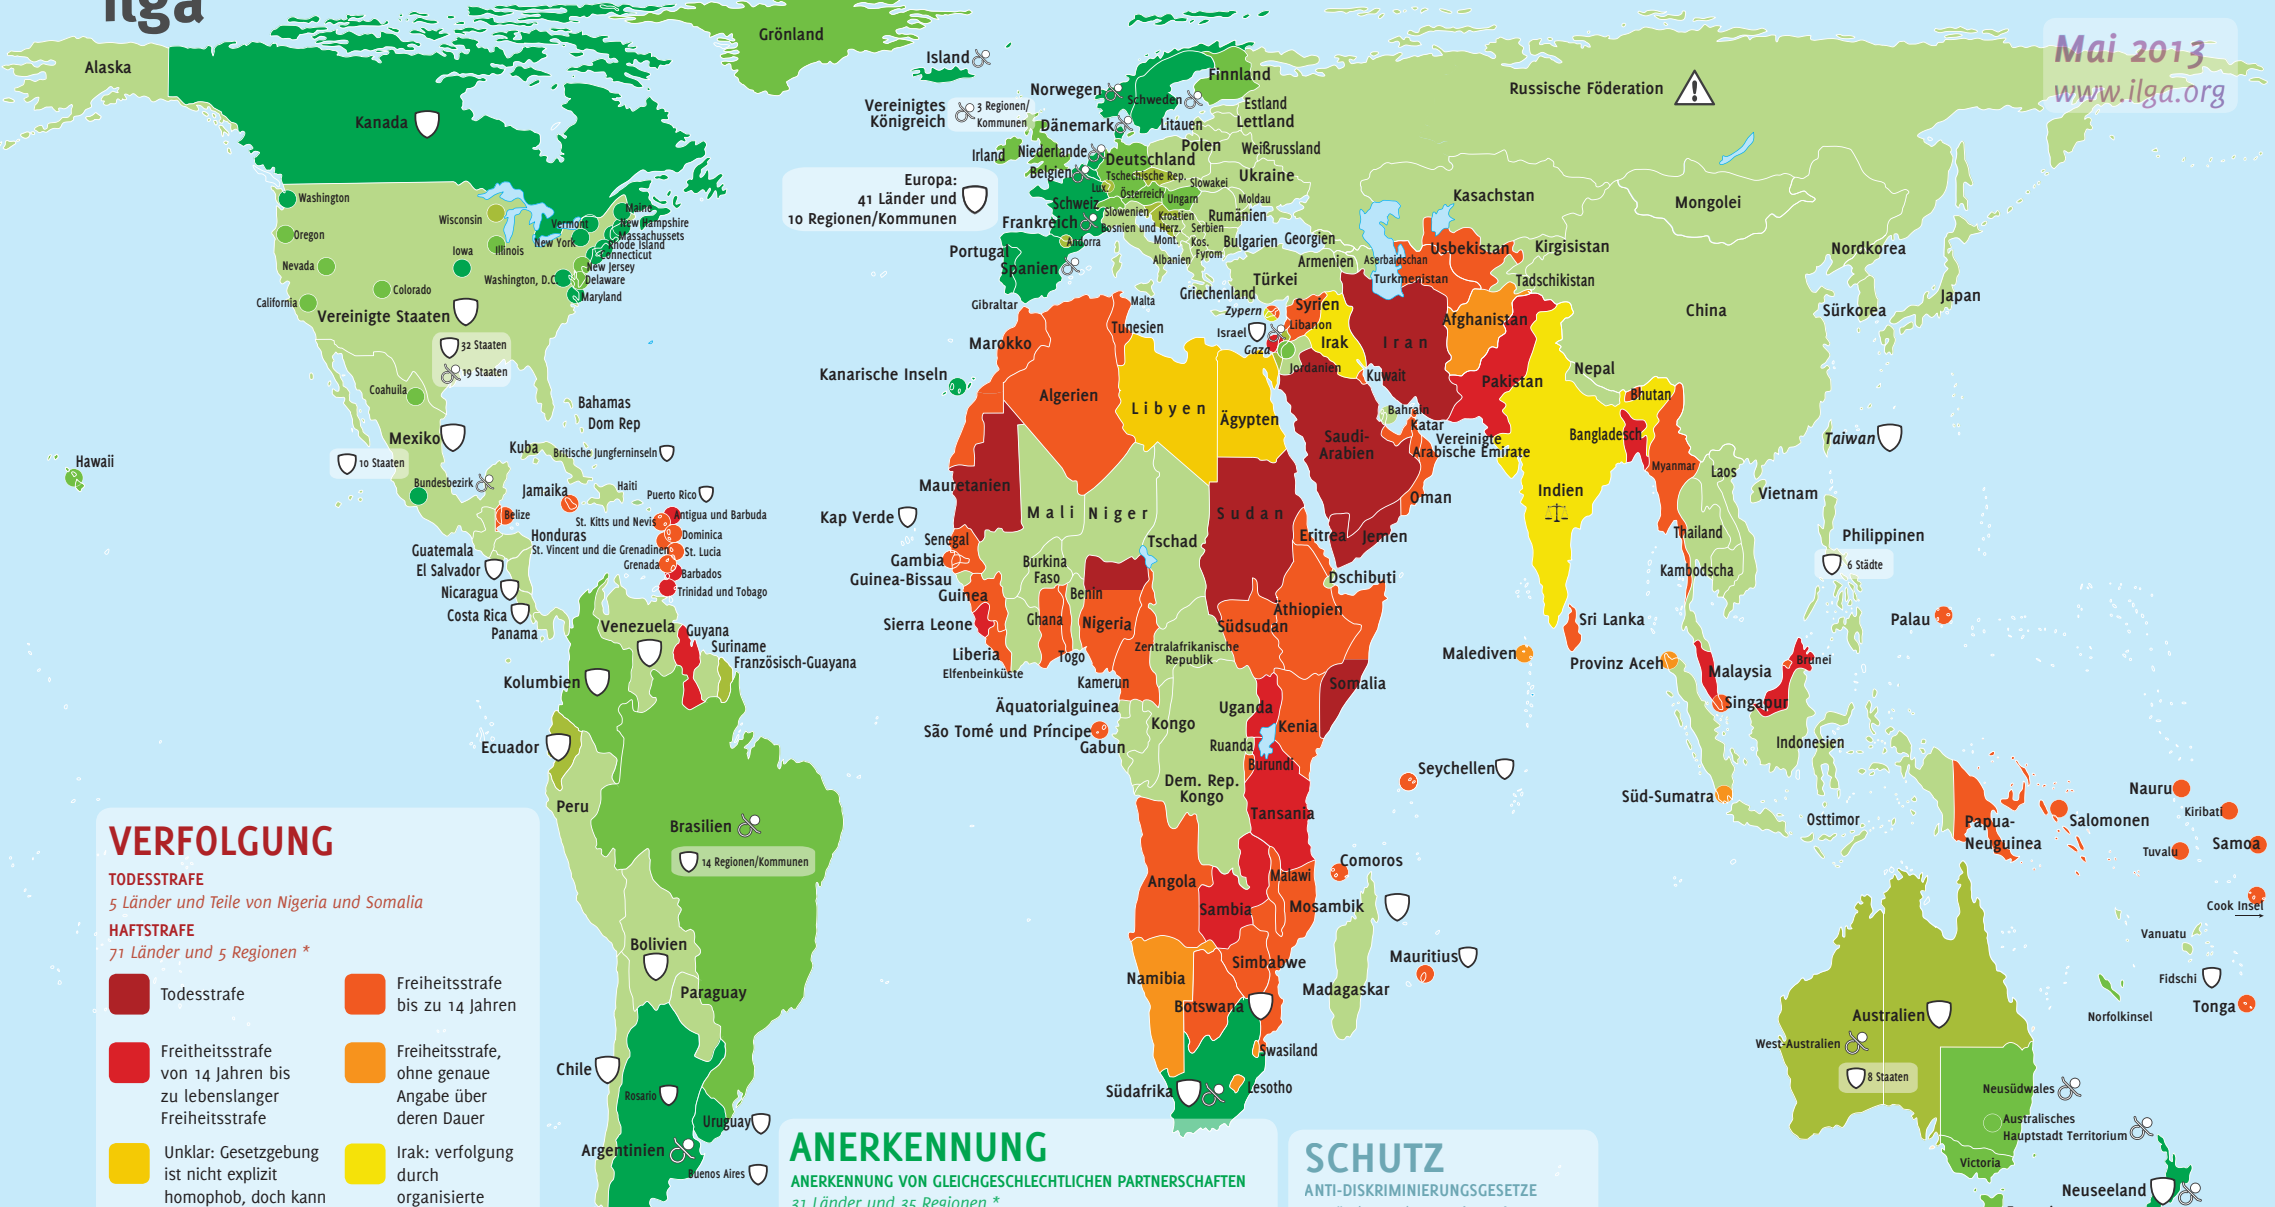 ilga
Mai 2013
www.ilga.org
Alaska
Kanada
Grönland
Island
Washington
Oregon
Nevada
California
Colorado
Wisconsin
Iowa
Illinois
Vermont
New York
Maine
New Hampshire
Massachussets
Rhode Island
Connecticut
New Jersey
Washington, D.C.
Delaware
Maryland
Vereinigte Staaten
32 Staaten
19 Staaten
Coahuila
Mexiko
10 Staaten
Bundesbezirk
Hawaii
Bahamas
Dom Rep
Kuba
Britische Jungferninseln
Jamaika
Haiti
Puerto Rico
Belize
Honduras
St. Kitts und Nevis
Antigua und Barbuda
Dominica
St. Vincent und die Grenadinen
St. Lucia
Grenada
Barbados
Trinidad und Tobago
Guatemala
El Salvador
Nicaragua
Costa Rica
Panama
Venezuela
Guyana
Suriname
Französisch-Guayana
Kolumbien
Ecuador
Peru
Brasilien
14 Regionen/Kommunen
Bolivien
Paraguay
Chile
Rosario
Uruguay
Argentinien
Buenos Aires
Norwegen
Schweden
Finnland
Vereinigtes
Königreich
3 Regionen/
Kommunen
Dänemark
Estland
Lettland
Litauen
Irland
Niederlande
Deutschland
Polen
Weißrussland
Belgien
Lux
Tschechische Rep.
Slowakei
Ukraine
Österreich
Ungarn
Moldau
Schweiz
Frankreich
Slowenien
Kroatien
Rumänien
Bosnien und Herz.
Serbien
Andorra
Mont.
Kos.
Bulgarien
Fyrom
Albanien
Portugal
Spanien
Gibraltar
Malta
Griechenland
Türkei
Georgien
Armenien
Aserbaidschan
Zypern
Europa:
41 Länder und
10 Regionen/Kommunen
Russische Föderation
Kasachstan
Mongolei
Usbekistan
Kirgisistan
Turkmenistan
Tadschikistan
China
Nordkorea
Sürkorea
Japan
Syrien
Libanon
Israel
Gaza
Jordanien
Irak
Iran
Kuwait
Afghanistan
Pakistan
Nepal
Bhutan
Bangladesch
Indien
Myanmar
Laos
Vietnam
Thailand
Kambodscha
Taiwan
Philippinen
6 Städte
Palau
Saudi-
Arabien
Bahrain
Katar
Vereinigte
Arabische Emirate
Oman
Jemen
Sri Lanka
Malediven
Provinz Aceh
Malaysia
Brunei
Singapur
Indonesien
Süd-Sumatra
Osttimor
Marokko
Tunesien
Algerien
Libyen
Ägypten
Kanarische Inseln
Mauretanien
Mali
Niger
Tschad
Sudan
Eritrea
Dschibuti
Kap Verde
Senegal
Gambia
Guinea-Bissau
Guinea
Sierra Leone
Liberia
Elfenbeinküste
Burkina
Faso
Ghana
Togo
Benin
Nigeria
Kamerun
Zentralafrikanische
Republik
Südsudan
Äthiopien
Somalia
Äquatorialguinea
São Tomé und Príncipe
Gabun
Kongo
Dem. Rep.
Kongo
Uganda
Kenia
Ruanda
Burundi
Tansania
Seychellen
Comoros
Angola
Sambia
Malawi
Mosambik
Simbabwe
Namibia
Botswana
Madagaskar
Mauritius
Swasiland
Südafrika
Lesotho
Papua-
Neuguinea
Salomonen
Nauru
Kiribati
Tuvalu
Samoa
Cook Insel
Vanuatu
Fidschi
Tonga
Norfolkinsel
Australien
West-Australien
8 Staaten
Neusüdwales
Australisches
Hauptstadt Territorium
Victoria
Neuseeland
VERFOLGUNG
TODESSTRAFE
5 Länder und Teile von Nigeria und Somalia
HAFTSTRAFE
71 Länder und 5 Regionen *
Todesstrafe
Freiheitsstrafe
bis zu 14 Jahren
Freitheitsstrafe
von 14 Jahren bis
zu lebenslanger
Freiheitsstrafe
Freiheitsstrafe,
ohne genaue
Angabe über
deren Dauer
Unklar: Gesetzgebung
ist nicht explizit
homophob, doch kann
Irak: verfolgung
durch
organisierte
ANERKENNUNG
ANERKENNUNG VON GLEICHGESCHLECHTLICHEN PARTNERSCHAFTEN
31 Länder und 35 Regionen *
SCHUTZ
ANTI-DISKRIMINIERUNGSGESETZE